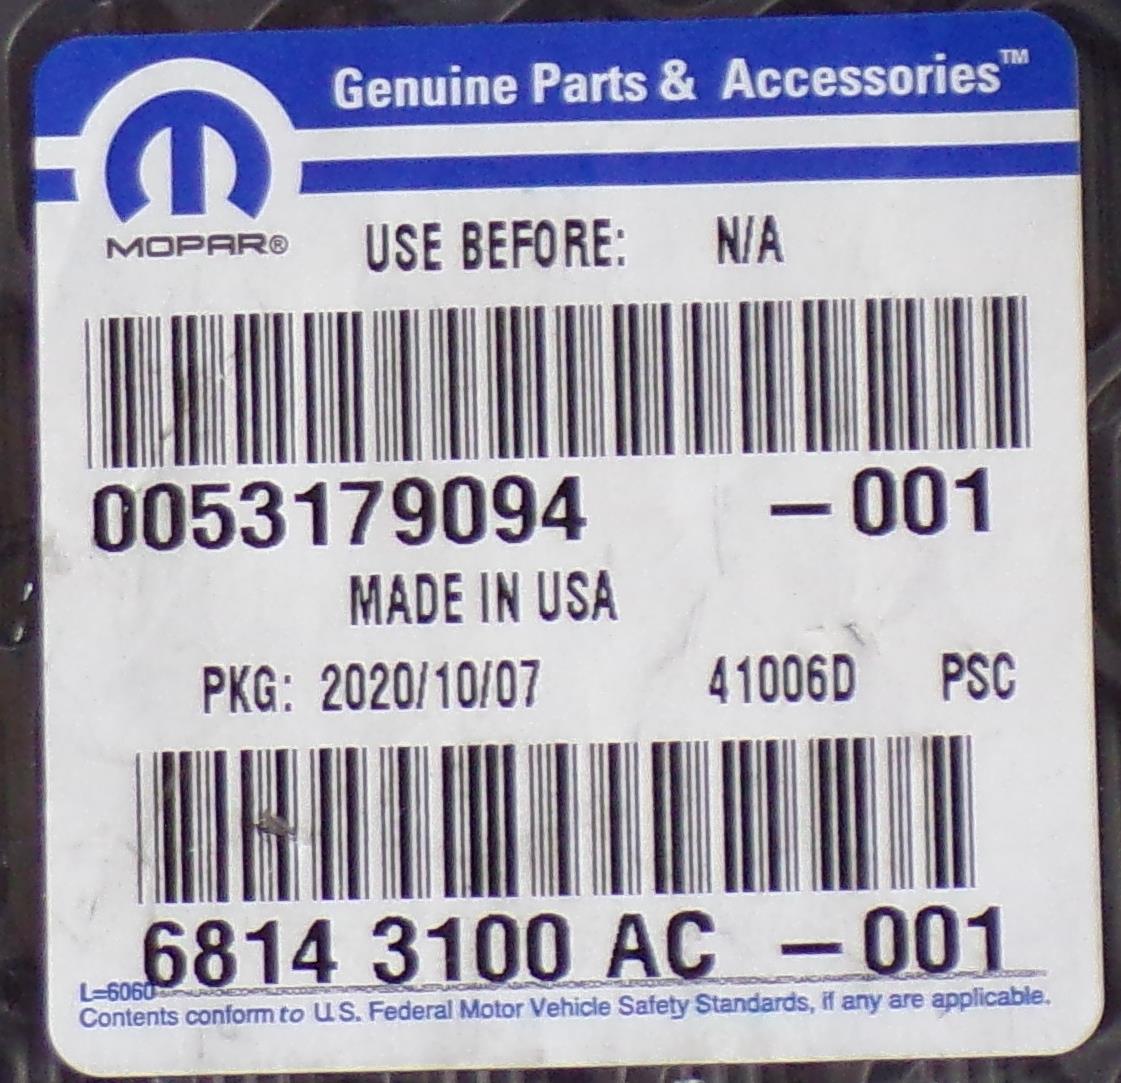 Genuine Parts & Accessories™
MOPAR®
USE BEFORE: N/A
0053179094 -001
MADE IN USA
PKG: 2020/10/07 41006D PSC
6814 3100 AC -001
L=6060
Contents conform to U.S. Federal Motor Vehicle Safety Standards, if any are applicable.